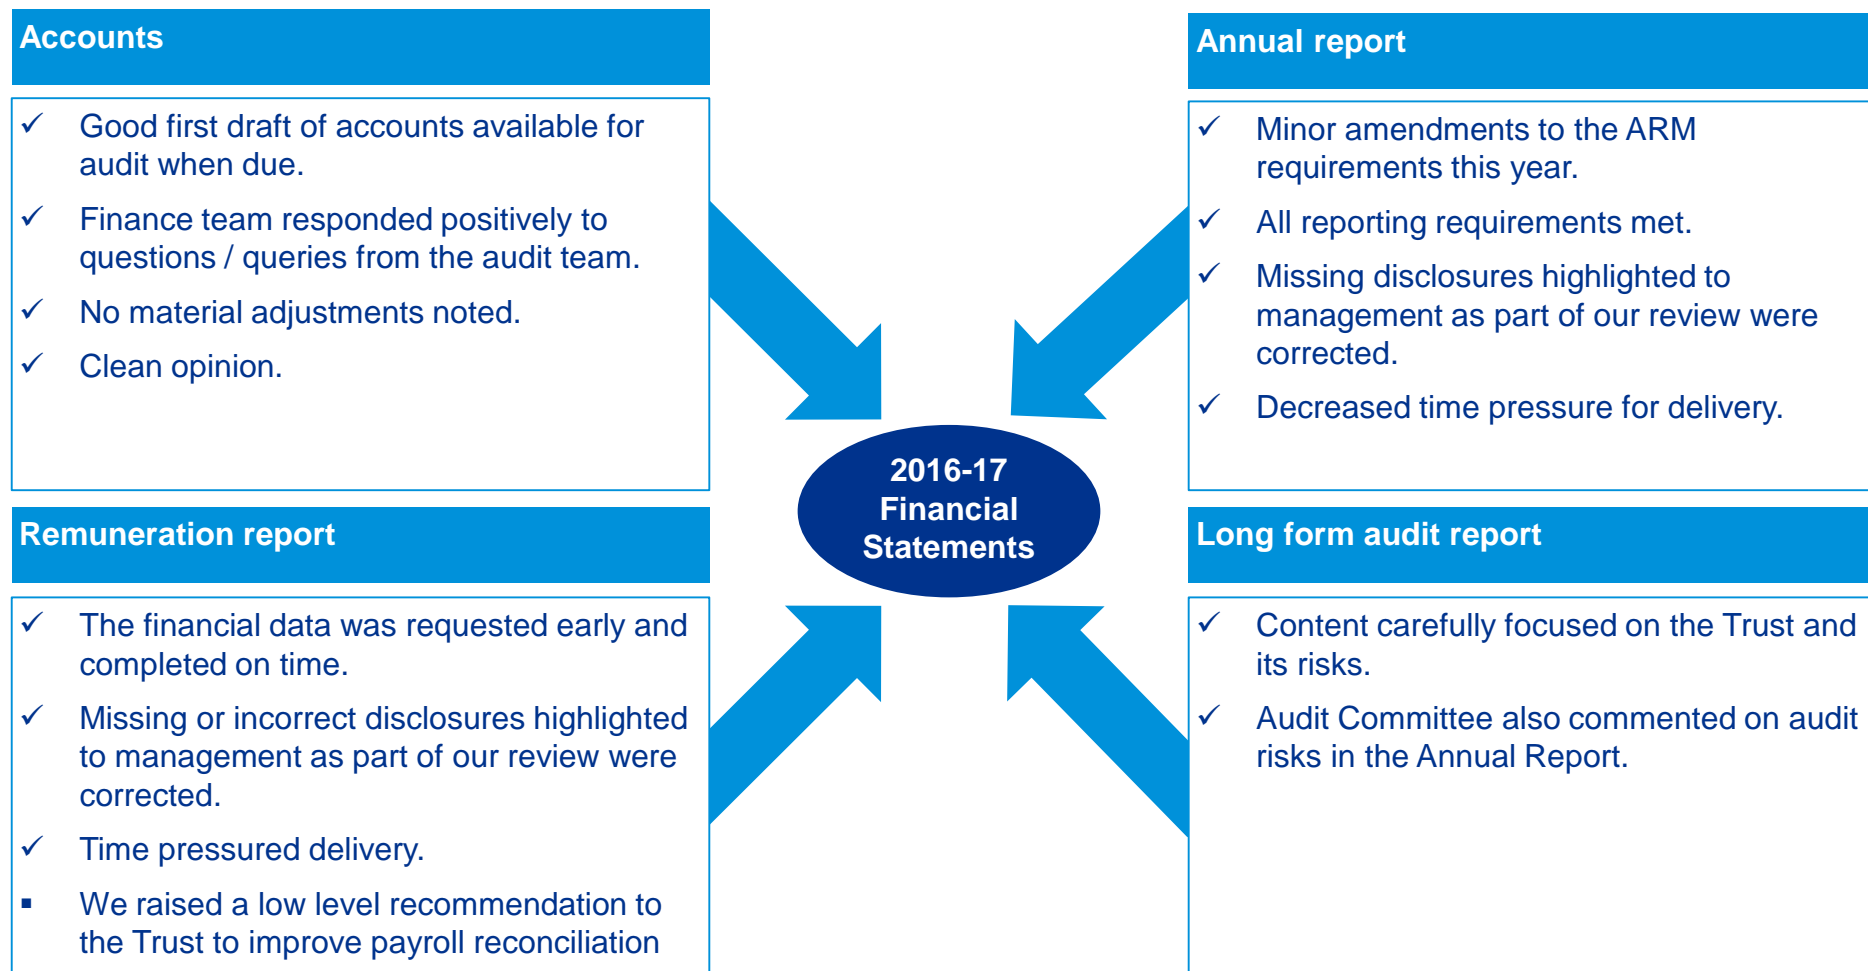 Accounts
✓ Good first draft of accounts available for
audit when due.
✓ Finance team responded positively to
questions / queries from the audit team.
✓ No material adjustments noted.
✓ Clean opinion.
Annual report
✓ Minor amendments to the ARM
requirements this year.
✓ All reporting requirements met.
✓ Missing disclosures highlighted to
management as part of our review were
corrected.
✓ Decreased time pressure for delivery.
2016-17
Financial
Statements
Remuneration report
✓ The financial data was requested early and
completed on time.
✓ Missing or incorrect disclosures highlighted
to management as part of our review were
corrected.
✓ Time pressured delivery.
▪ We raised a low level recommendation to
the Trust to improve payroll reconciliation
Long form audit report
✓ Content carefully focused on the Trust and
its risks.
✓ Audit Committee also commented on audit
risks in the Annual Report.